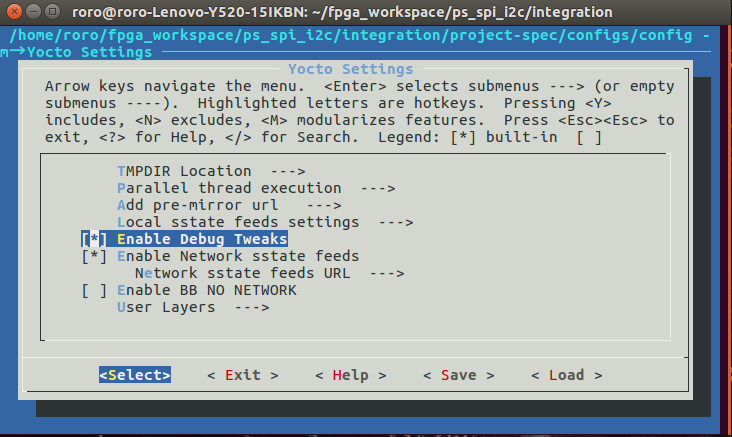 roro@roro-Lenovo-Y520-15IKBN: ~/fpga_workspace/ps_spi_i2c/integration
/home/roro/fpga_workspace/ps_spi_i2c/integration/project-spec/configs/config -
m→Yocto Settings
Yocto Settings
Arrow keys navigate the menu.  <Enter> selects submenus ---> (or empty
submenus ----).  Highlighted letters are hotkeys.  Pressing <Y>
includes, <N> excludes, <M> modularizes features.  Press <Esc><Esc> to
exit, <?> for Help, </> for Search.  Legend: [*] built-in  [ ]
TMPDIR Location  --->
Parallel thread execution  --->
Add pre-mirror url   --->
Local sstate feeds settings  --->
[*] Enable Debug Tweaks
[*] Enable Network sstate feeds
Network sstate feeds URL  --->
[ ] Enable BB NO NETWORK
User Layers  --->
<Select>    < Exit >    < Help >    < Save >    < Load >